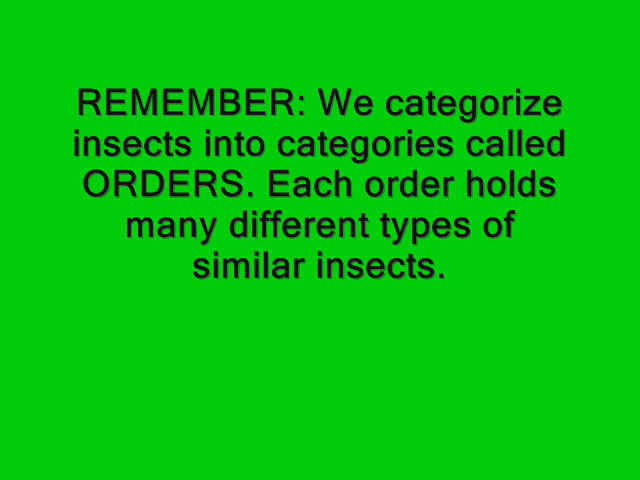 REMEMBER: We categorize
insects into categories called
ORDERS. Each order holds
many different types of
similar insects.